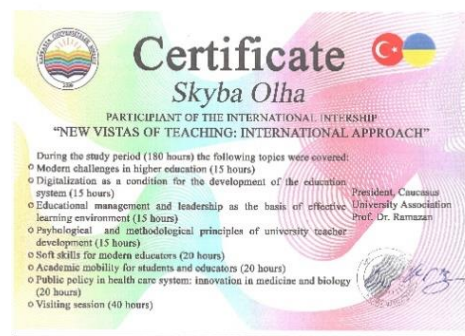 Certificate
Skyba Olha
PARTICIPIANT OF THE INTERNATIONAL INTERSHIP
“NEW VISTAS OF TEACHING: INTERNATIONAL APPROACH”
During the study period (180 hours) the following topics were covered:
Modern challenges in higher education (15 hours)
Digitalization as a condition for the development of the education
system (15 hours)
Educational management and leadership as the basis of effective
learning environment (15 hours)
Psyhological and methodological principles of university teacher
development (15 hours)
Soft skills for modern educators (20 hours)
Academic mobility for students and educators (20 hours)
Public policy in health care system: innovation in medicine and biology
(20 hours)
Visiting session (40 hours)
President, Caucasus
University Association
Prof. Dr. Ramazan